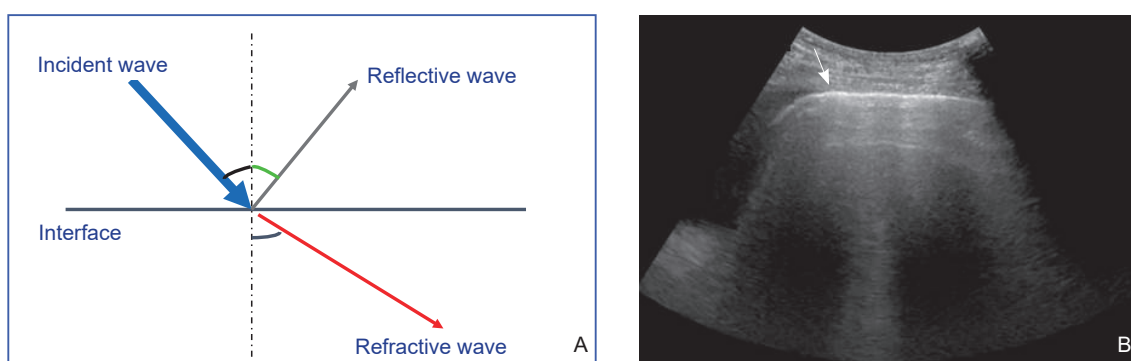 Incident wave
Reflective wave
Interface
Refractive wave
A
B